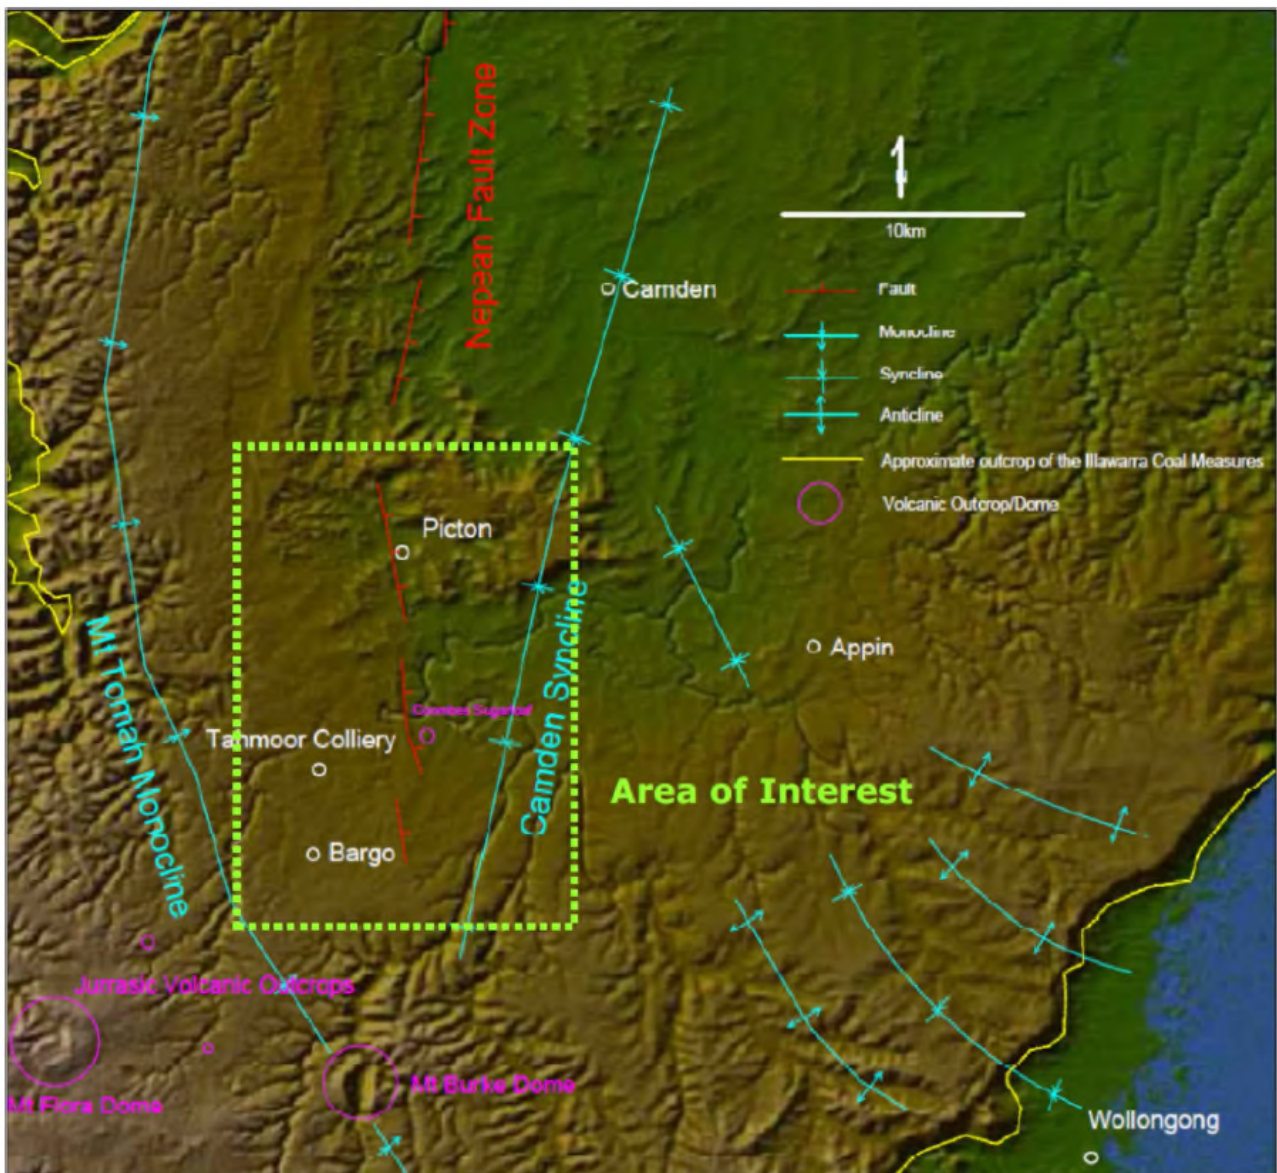 Nepean Fault Zone
Camden
10km
Fault
Monocline
Syncline
Anticline
Approximate outcrop of the Illawarra Coal Measures
Volcanic Outcrop/Dome
Picton
Camden Syncline
Appin
Mt Tomah Monocline
Tahmoor Colliery
Area of Interest
Bargo
Jurrasic Volcanic Outcrops
Mt Flora Dome
Mt Burke Dome
Wollongong